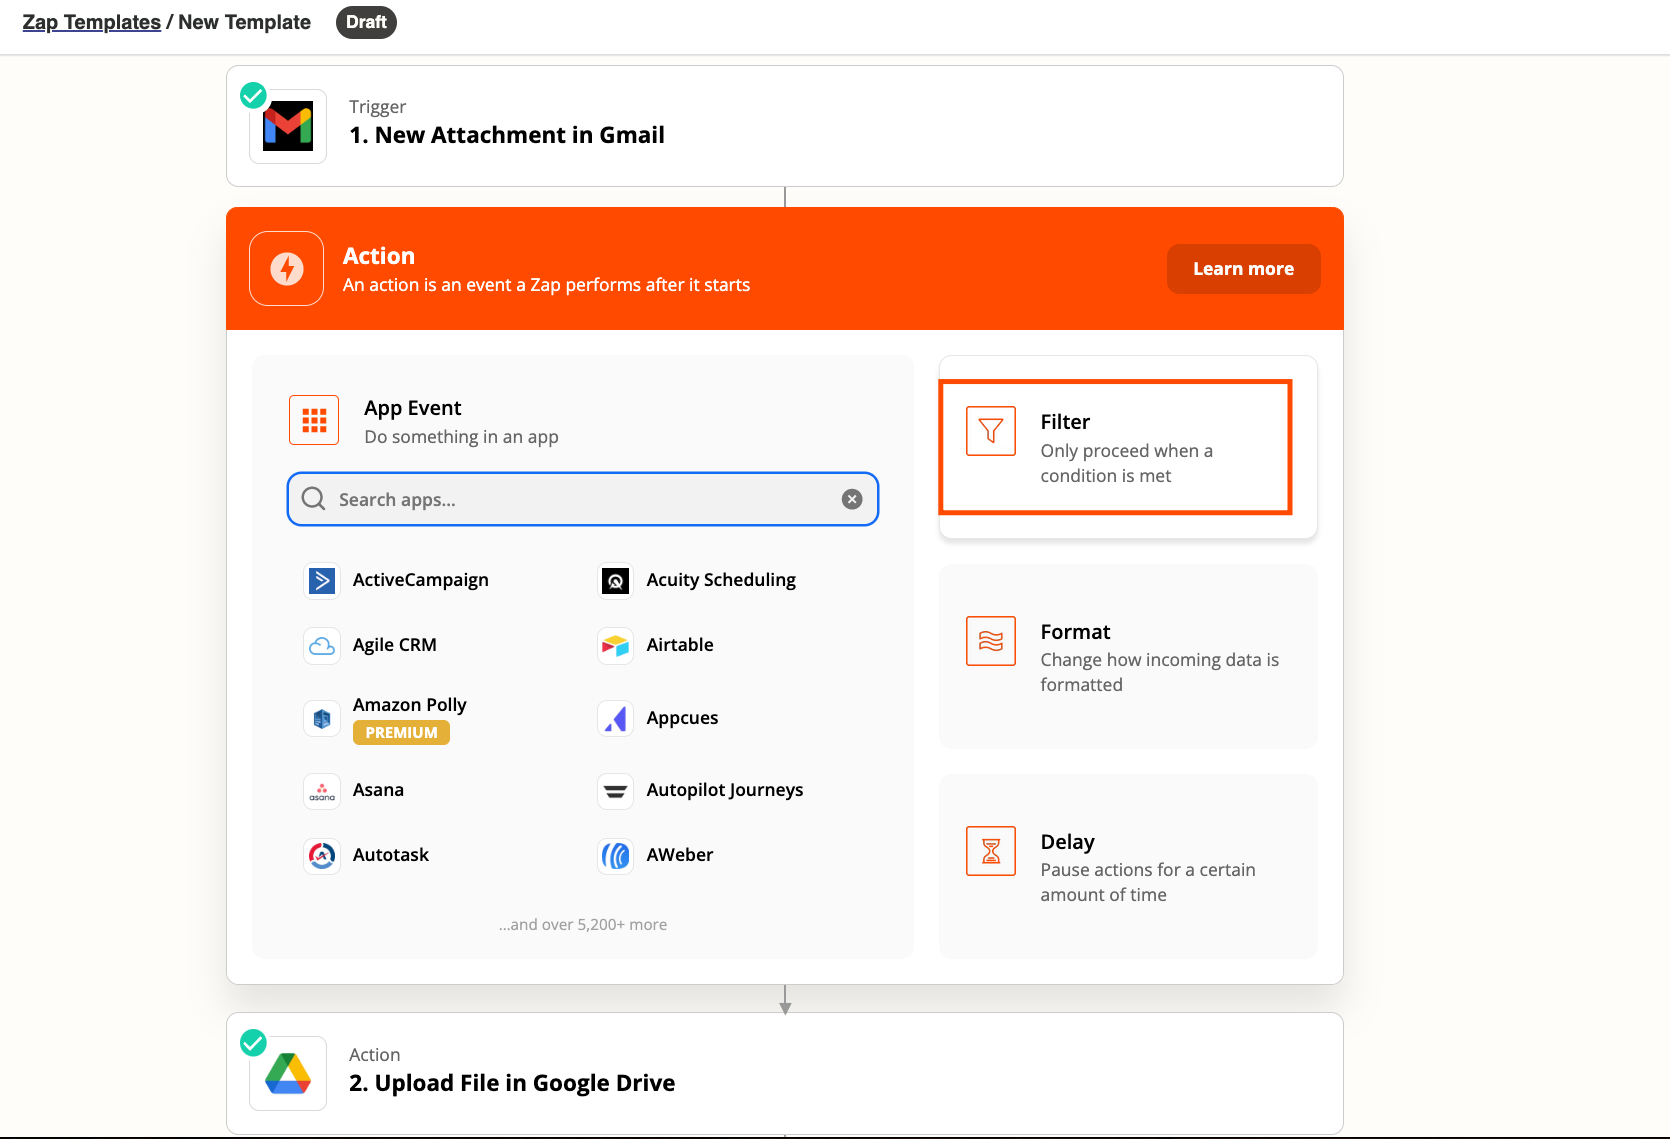 Zap Templates / New Template Draft
Trigger
1. New Attachment in Gmail
Action
An action is an event a Zap performs after it starts
Learn more
App Event
Do something in an app
Search apps...
ActiveCampaign
Acuity Scheduling
Agile CRM
Airtable
Amazon Polly
PREMIUM
Appcues
asana
Asana
Autopilot Journeys
Autotask
AWeber
...and over 5,200+ more
Filter
Only proceed when a
condition is met
Format
Change how incoming data is
formatted
Delay
Pause actions for a certain
amount of time
Action
2. Upload File in Google Drive